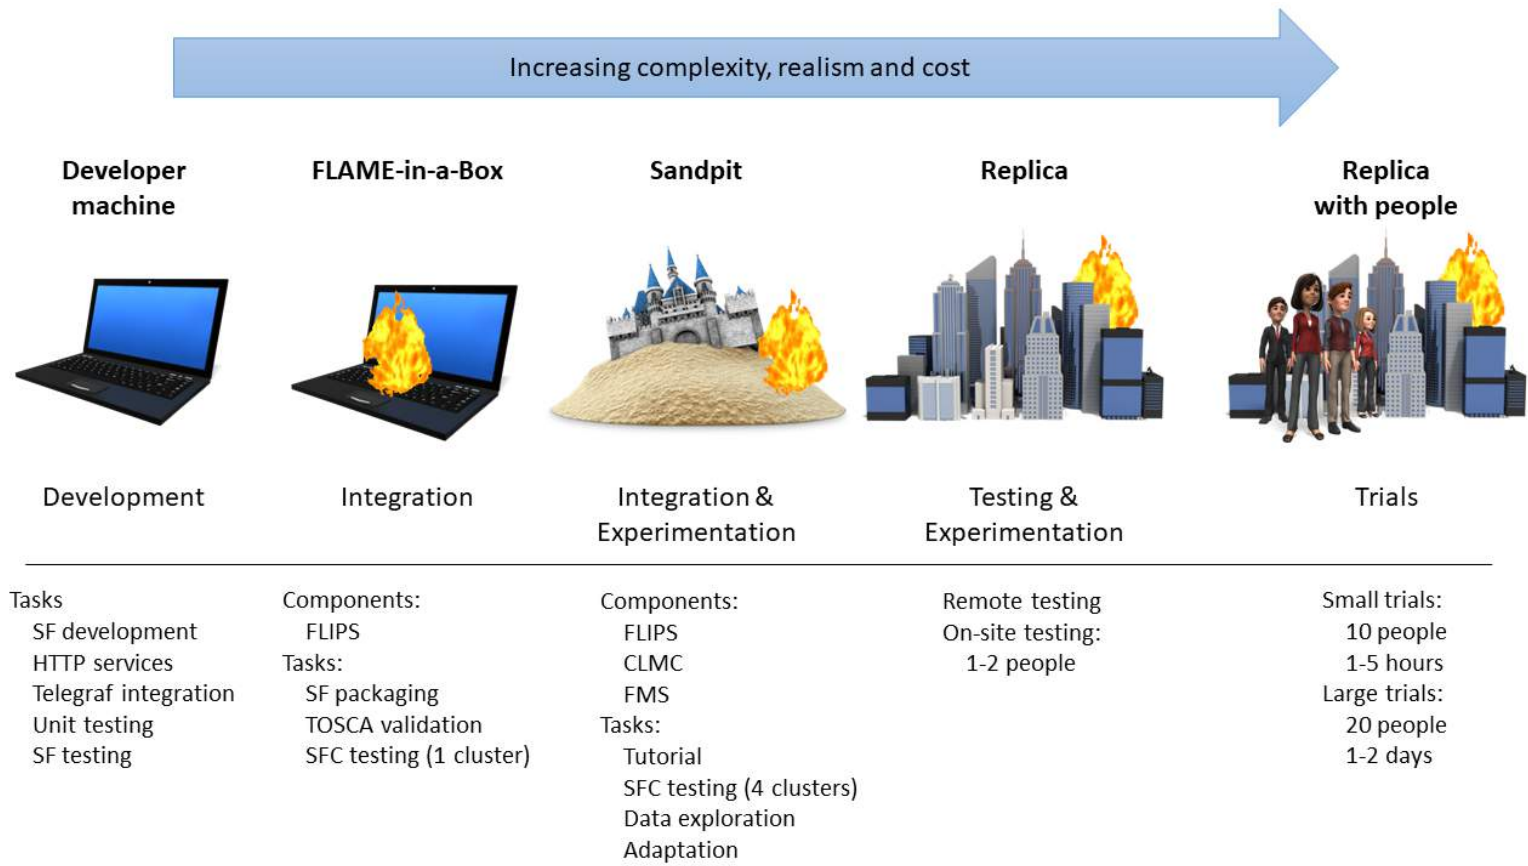 Increasing complexity, realism and cost
Developer
machine
FLAME-in-a-Box
Sandpit
Replica
Replica
with people
Development
Integration
Integration &
Experimentation
Testing &
Experimentation
Trials
Tasks
SF development
HTTP services
Telegraf integration
Unit testing
SF testing
Components:
FLIPS
Tasks:
SF packaging
TOSCA validation
SFC testing (1 cluster)
Components:
FLIPS
CLMC
FMS
Tasks:
Tutorial
SFC testing (4 clusters)
Data exploration
Adaptation
Remote testing
On-site testing:
1-2 people
Small trials:
10 people
1-5 hours
Large trials:
20 people
1-2 days